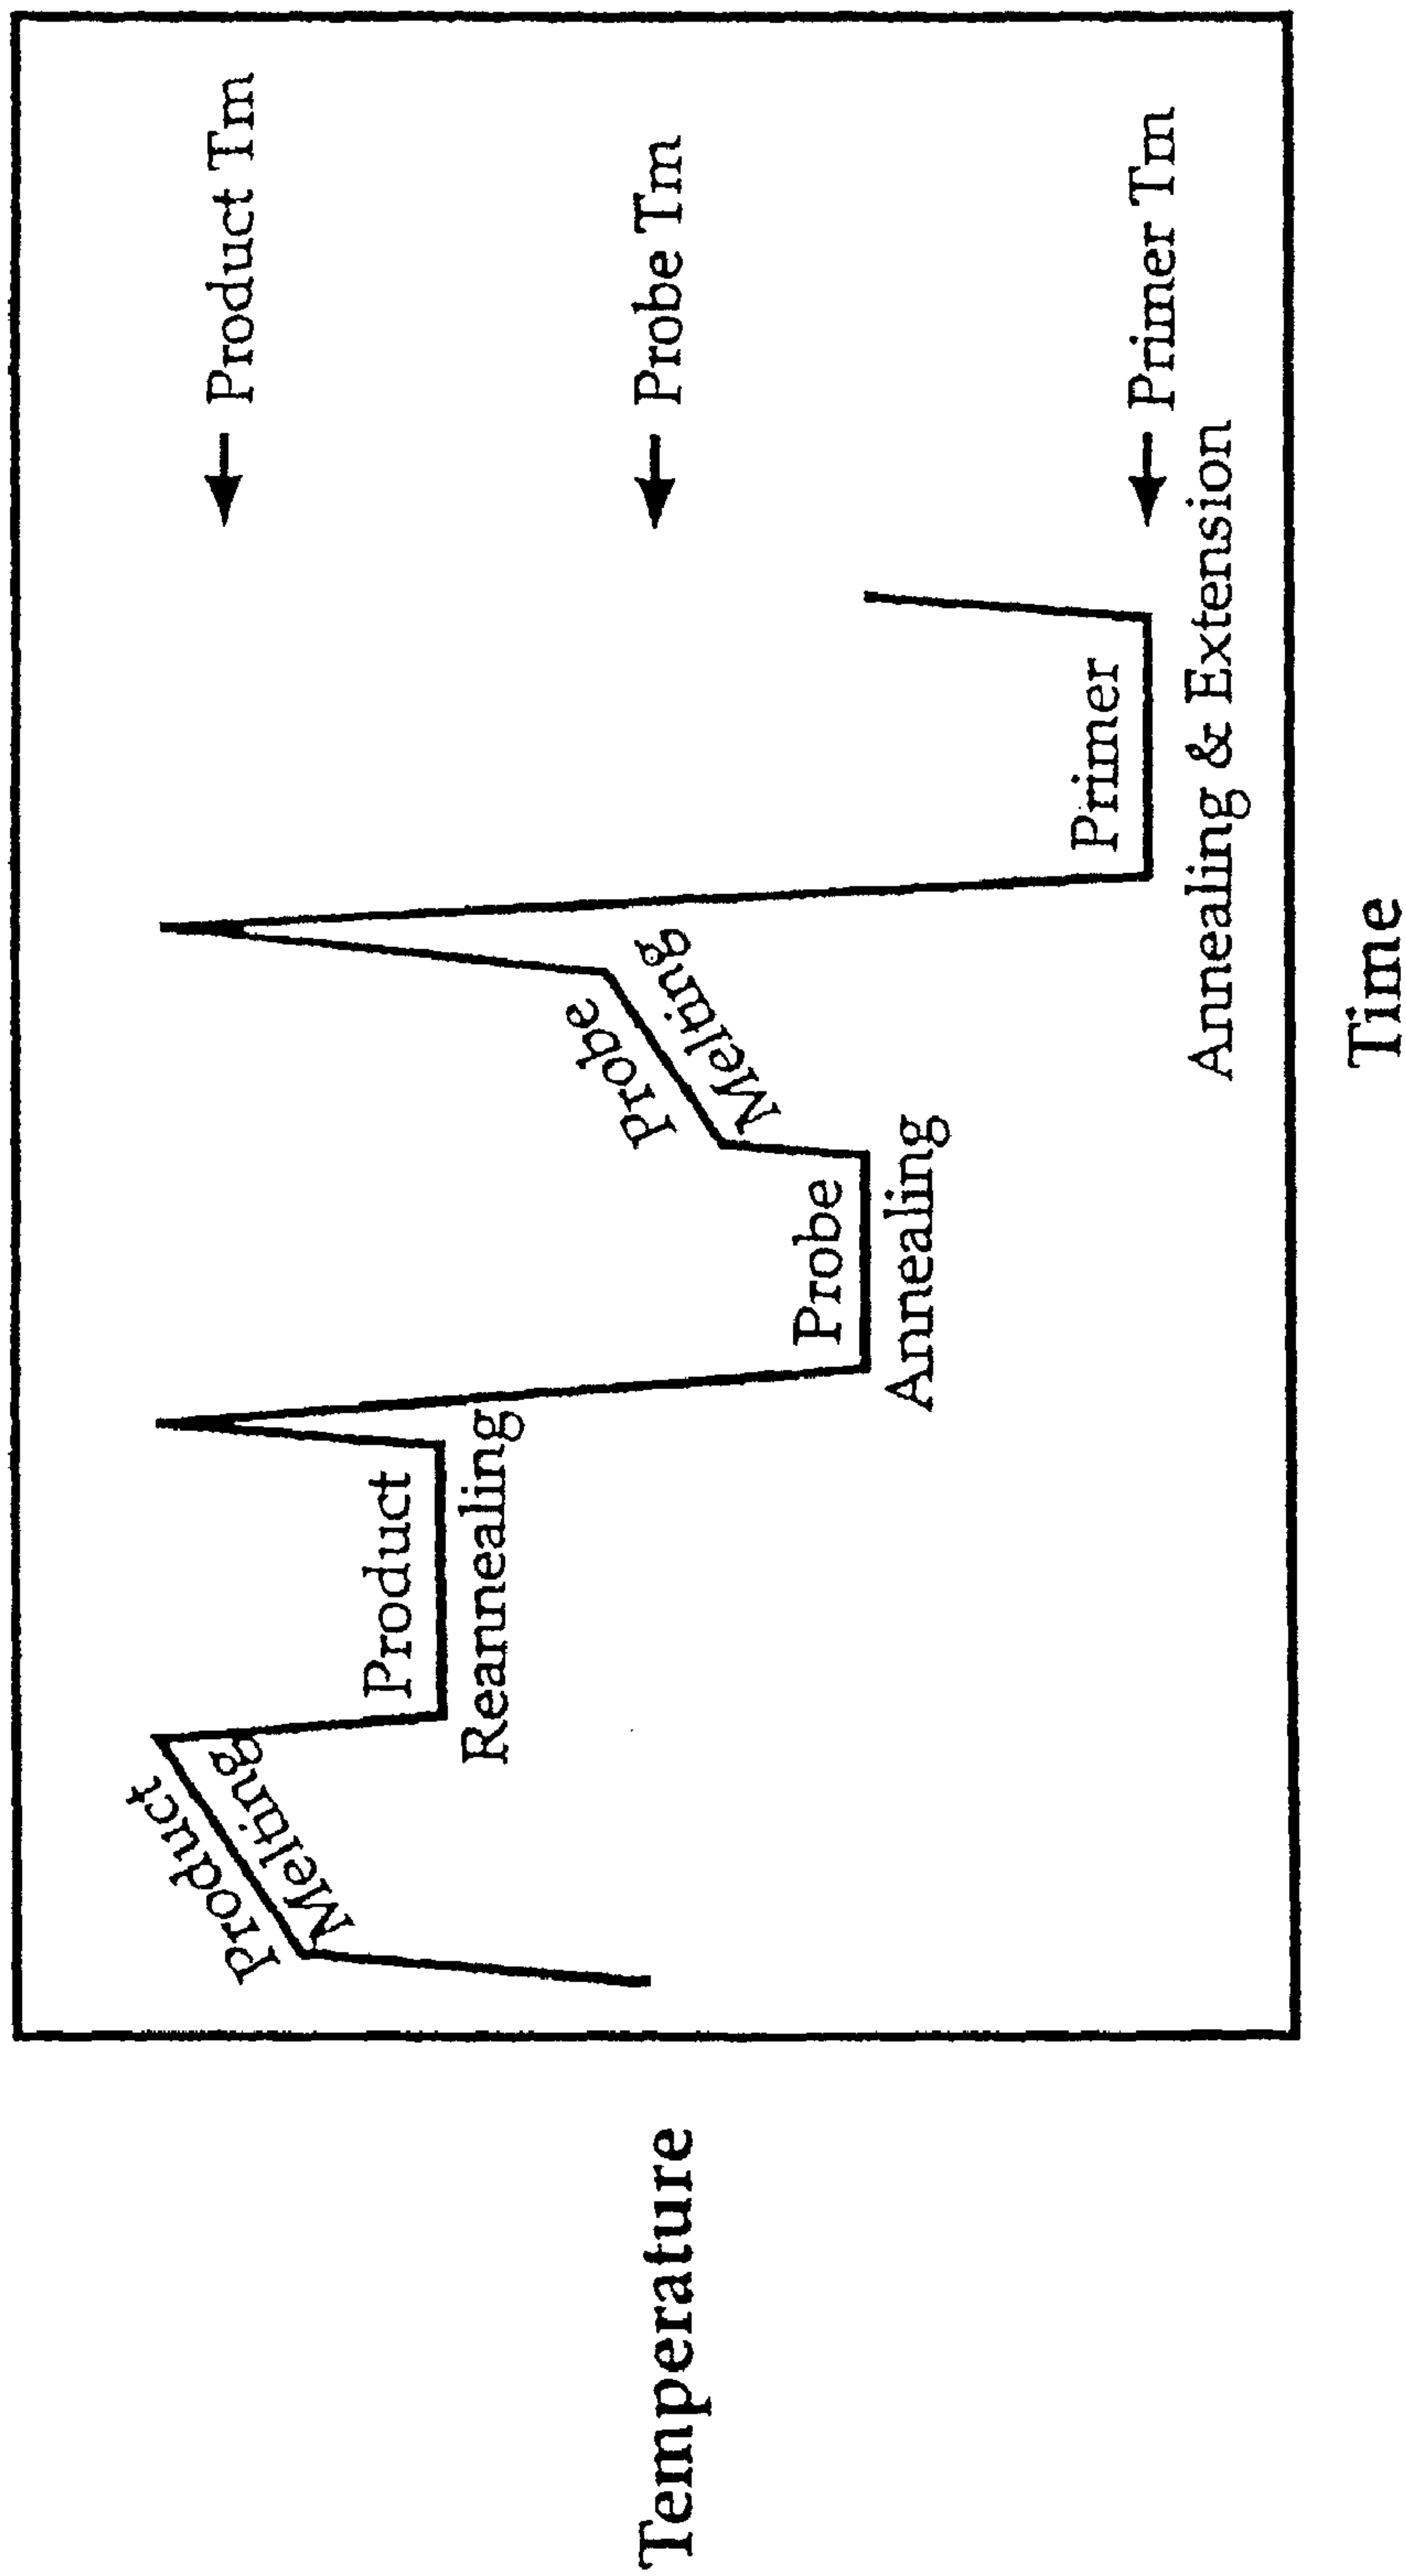 Product
Melting
Product
Reannealing
Probe
Annealing
Probe
Melting
Primer
Annealing & Extension
Product Tm
Probe Tm
Primer Tm
Temperature
Time